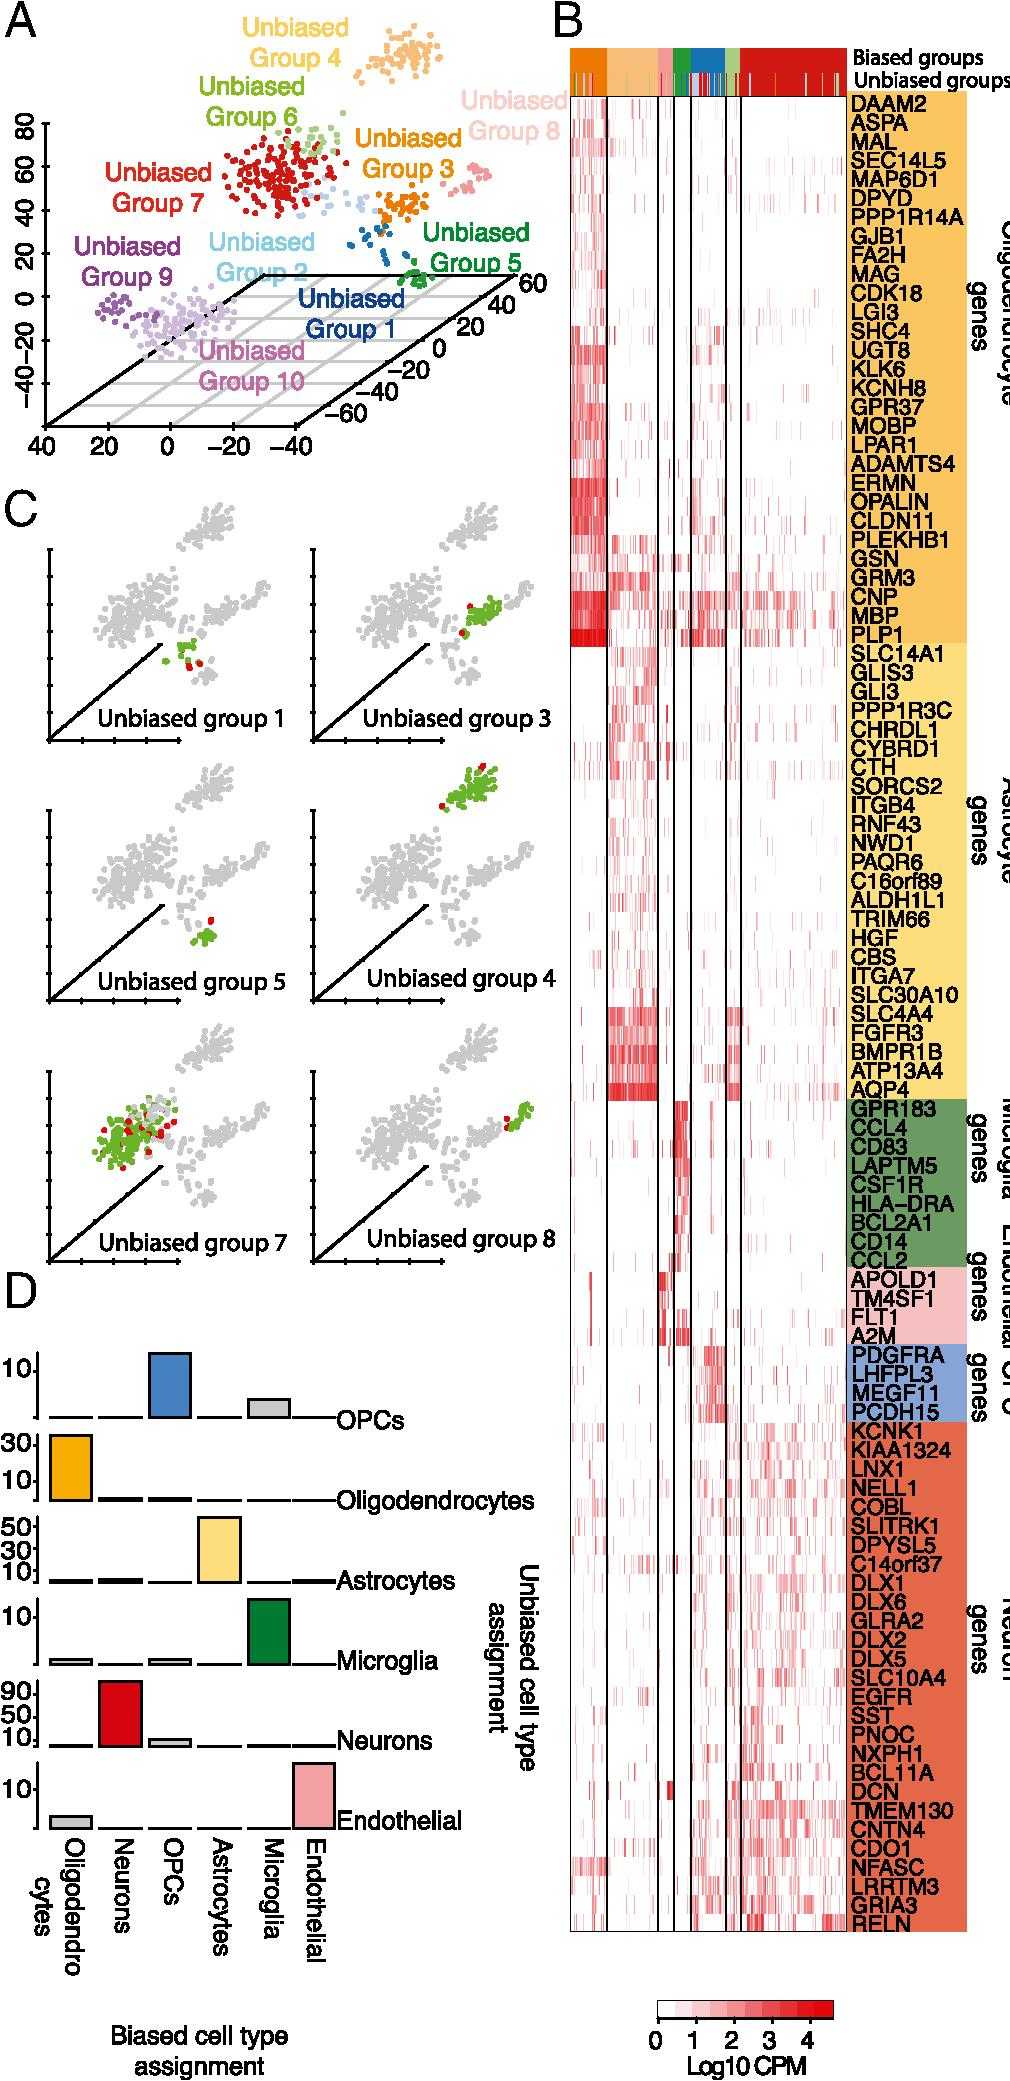 A
Unbiased
Group 4
Unbiased
Group 6
Unbiased
Group 8
Unbiased
Group 3
Unbiased
Group 7
Unbiased
Group 5
Unbiased
Group 9
Unbiased
Group 2
Unbiased
Group 1
Unbiased
Group 10
80
60
40
20
0
−20
−40
40
20
0
−20
−40
−60
−40
−20
0
20
40
60
B
Biased groups
Unbiased groups
DAAM2
ASPA
MAL
SEC14L5
MAP6D1
DPYD
PPP1R14A
GJB1
FA2H
MAG
CDK18
LGI3
SHC4
UGT8
KLK6
KCNH8
GPR37
MOBP
LPAR1
ADAMTS4
ERMN
OPALIN
CLDN11
PLEKHB1
GSN
GRM3
CNP
MBP
PLP1
SLC14A1
GLIS3
GLI3
PPP1R3C
CHRDL1
CYBRD1
CTH
SORCS2
ITGB4
RNF43
NWD1
PAQR6
C16orf89
ALDH1L1
TRIM66
HGF
CBS
ITGA7
SLC30A10
SLC4A4
FGFR3
BMPR1B
ATP13A4
AQP4
GPR183
CCL4
CD83
LAPTM5
CSF1R
HLA−DRA
BCL2A1
CD14
CCL2
APOLD1
TM4SF1
FLT1
A2M
PDGFRA
LHFPL3
MEGF11
PCDH15
KCNK1
KIAA1324
LNX1
NELL1
COBL
SLITRK1
DPYSL5
C14orf37
DLX1
DLX6
GLRA2
DLX2
DLX5
SLC10A4
EGFR
SST
PNOC
NXPH1
BCL11A
DCN
TMEM130
CNTN4
CDO1
NFASC
LRRTM3
GRIA3
RELN
Oligodendrocyte
genes
Astrocyte
genes
Microglia
genes
Endothelial
genes
genes
Neuron
genes
0 1 2 3 4
Log10 CPM
C
Unbiased group 1
Unbiased group 3
Unbiased group 5
Unbiased group 4
Unbiased group 7
Unbiased group 8
D
10
OPCs
30
10
Oligodendrocytes
50
30
10
Astrocytes
10
Microglia
90
50
10
Neurons
10
Endothelial
Oligodendro
cytes
Neurons
OPCs
Astrocytes
Microglia
Endothelial
Unbiased cell type
assignment
Biased cell type
assignment